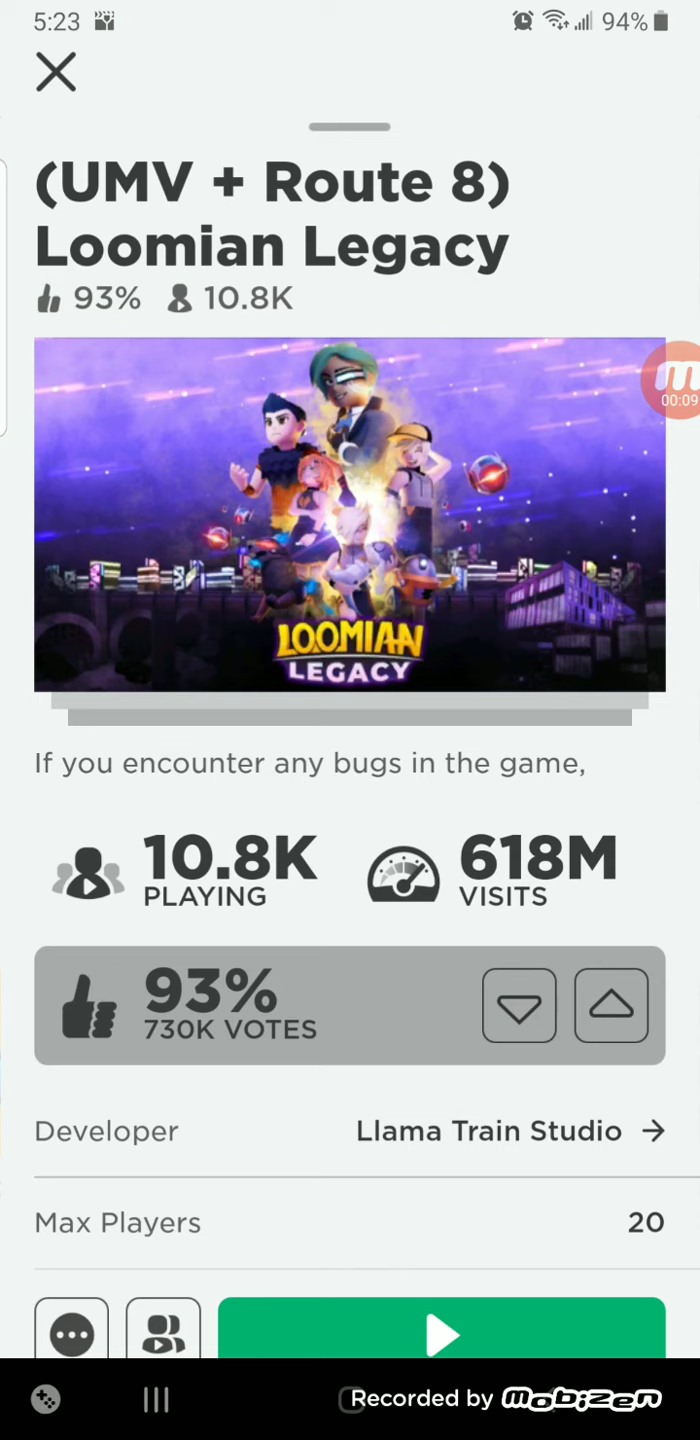 5:23 94%
(UMV + Route 8)
Loomian Legacy
93% 10.8K
m
00:09
LOOMIAN
LEGACY
If you encounter any bugs in the game,
10.8K 618M
PLAYING VISITS
93%
730K VOTES
Developer Llama Train Studio →
Max Players 20
Recorded by mobizen